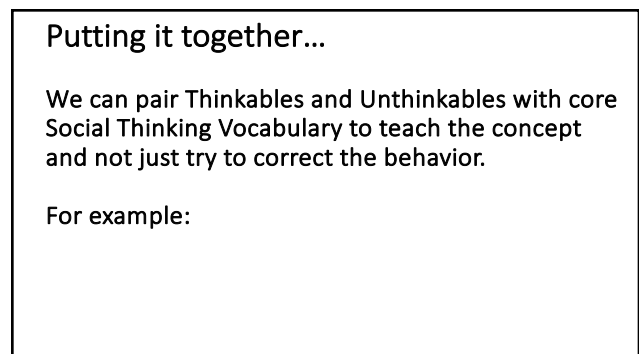 Putting it together...
We can pair Thinkables and Unthinkables with core
Social Thinking Vocabulary to teach the concept
and not just try to correct the behavior.
For example: